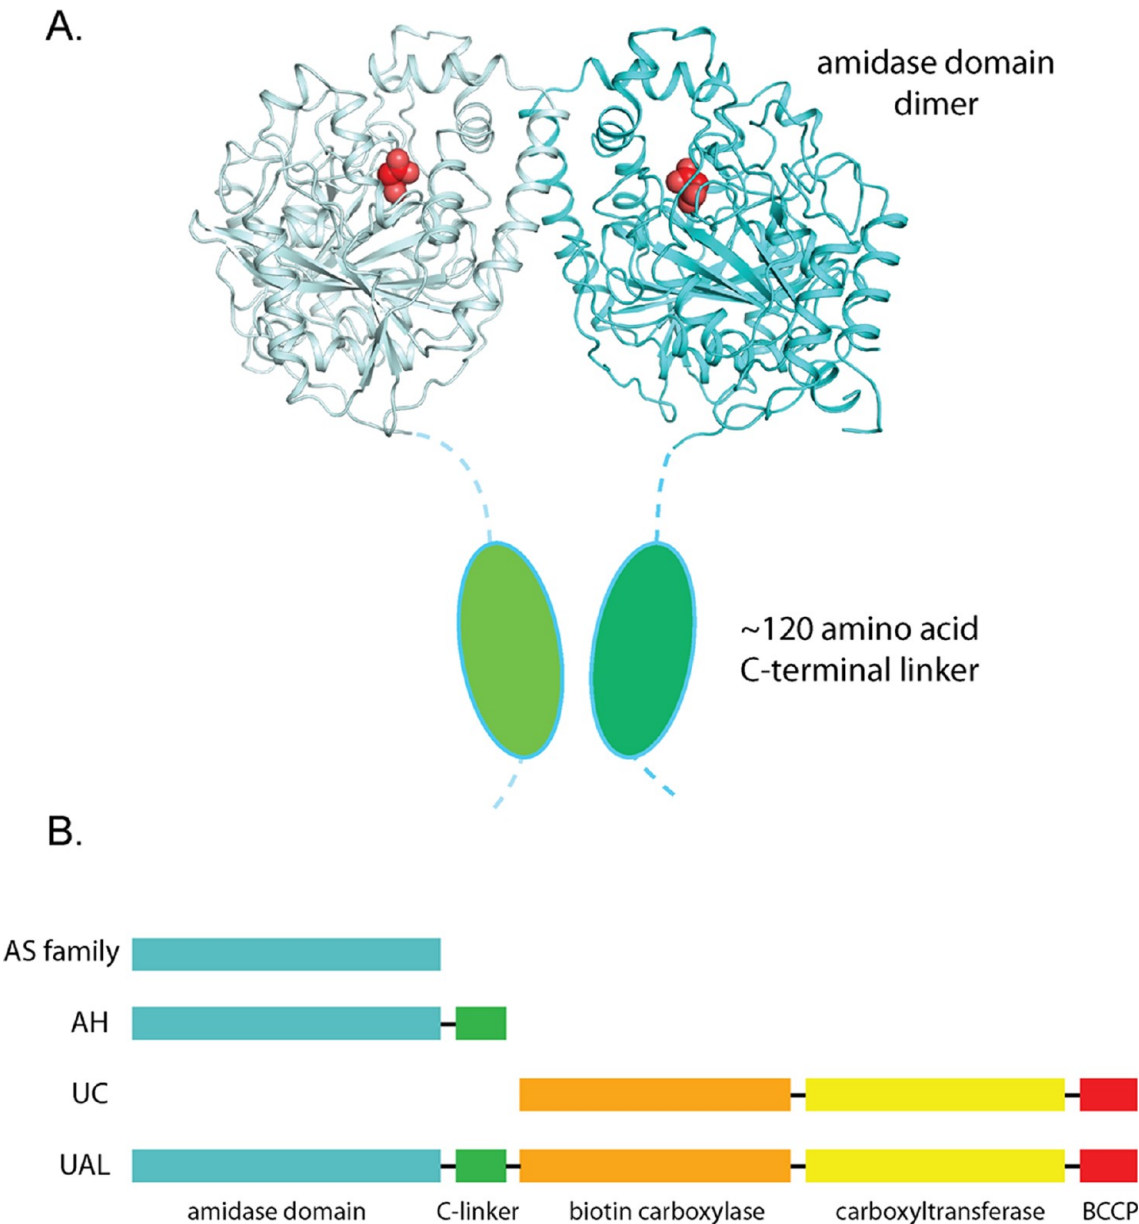 A.
amidase domain
dimer
~120 amino acid
C-terminal linker
B.
AS family
AH
UC
UAL
amidase domain C-linker biotin carboxylase carboxyltransferase BCCP